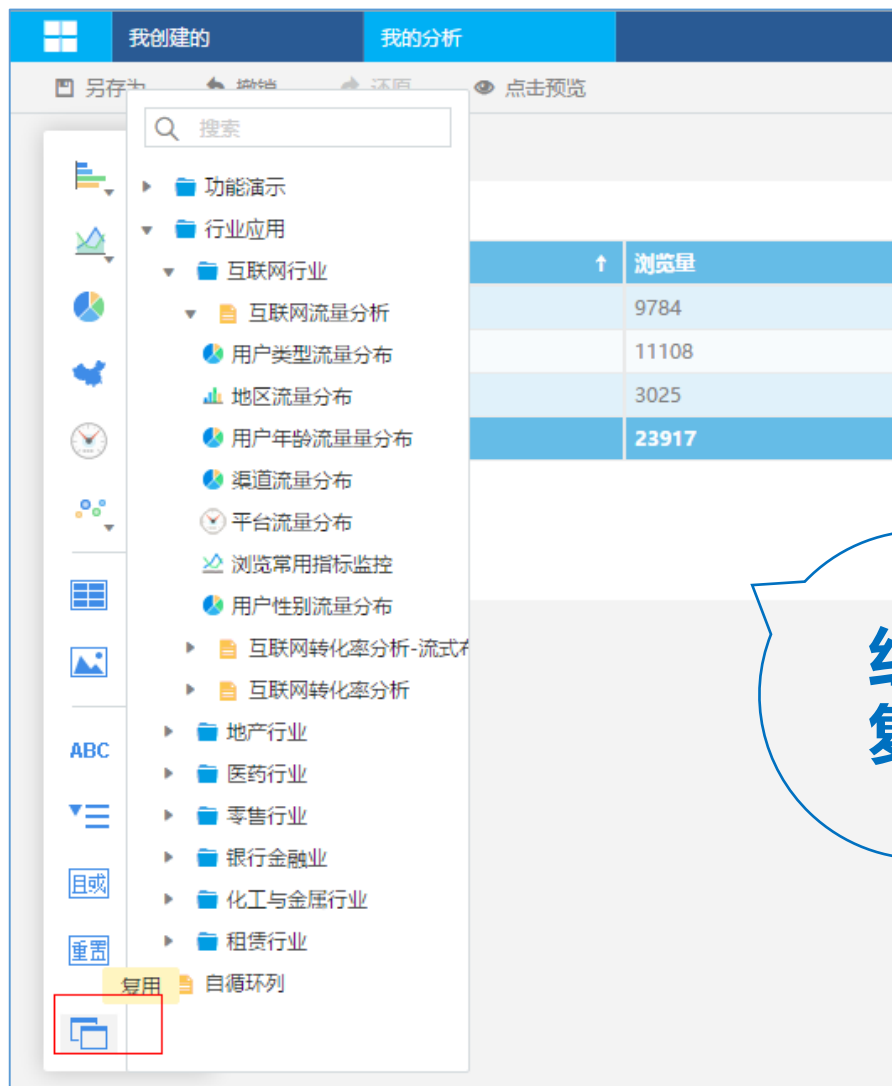 我创建的
我的分析
另存为
撤销
还原
点击预览
搜索
功能演示
行业应用
互联网行业
互联网流量分析
用户类型流量分布
地区流量分布
用户年龄流量量分布
渠道流量分布
平台流量分布
浏览常用指标监控
用户性别流量分布
互联网转化率分析-流式
互联网转化率分析
地产行业
医药行业
零售行业
银行金融业
化工与金属行业
租赁行业
自循环列
ABC
且或
重置
复用
浏览量
9784
11108
3025
23917